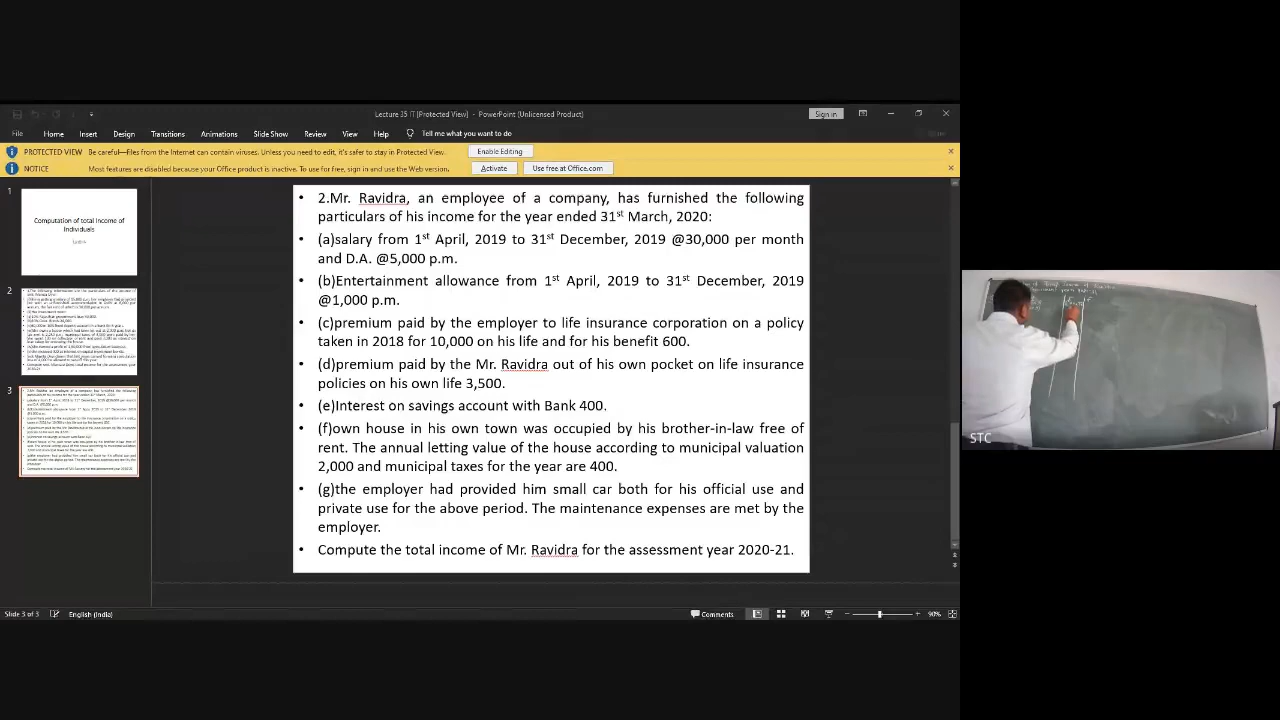 Lecture 35 IT [Protected View] - PowerPoint (Unlicensed Product)
Sign in
File Home Insert Design Transitions Animations Slide Show Review View Help Tell me what you want to do
PROTECTED VIEW Be careful—files from the Internet can contain viruses. Unless you need to edit, it's safer to stay in Protected View. Enable Editing
NOTICE Most features are disabled because your Office product is inactive. To use for free, sign in and use the Web version. Activate Use free at Office.com
1
Computation of total Income of
Individuals
2
3
• 2.Mr. Ravidra, an employee of a company, has furnished the following
particulars of his income for the year ended 31st March, 2020:
• (a)salary from 1st April, 2019 to 31st December, 2019 @30,000 per month
and D.A. @5,000 p.m.
• (b)Entertainment allowance from 1st April, 2019 to 31st December, 2019
@1,000 p.m.
• (c)premium paid by the employer to life insurance corporation on a policy
taken in 2018 for 10,000 on his life and for his benefit 600.
• (d)premium paid by the Mr. Ravidra out of his own pocket on life insurance
policies on his own life 3,500.
• (e)Interest on savings account with Bank 400.
• (f)own house in his own town was occupied by his brother-in-law free of
rent. The annual letting value of the house according to municipal valuation
2,000 and municipal taxes for the year are 400.
• (g)the employer had provided him small car both for his official use and
private use for the above period. The maintenance expenses are met by the
employer.
• Compute the total income of Mr. Ravidra for the assessment year 2020-21.
STC
Slide 3 of 3 English (India) Comments 90%